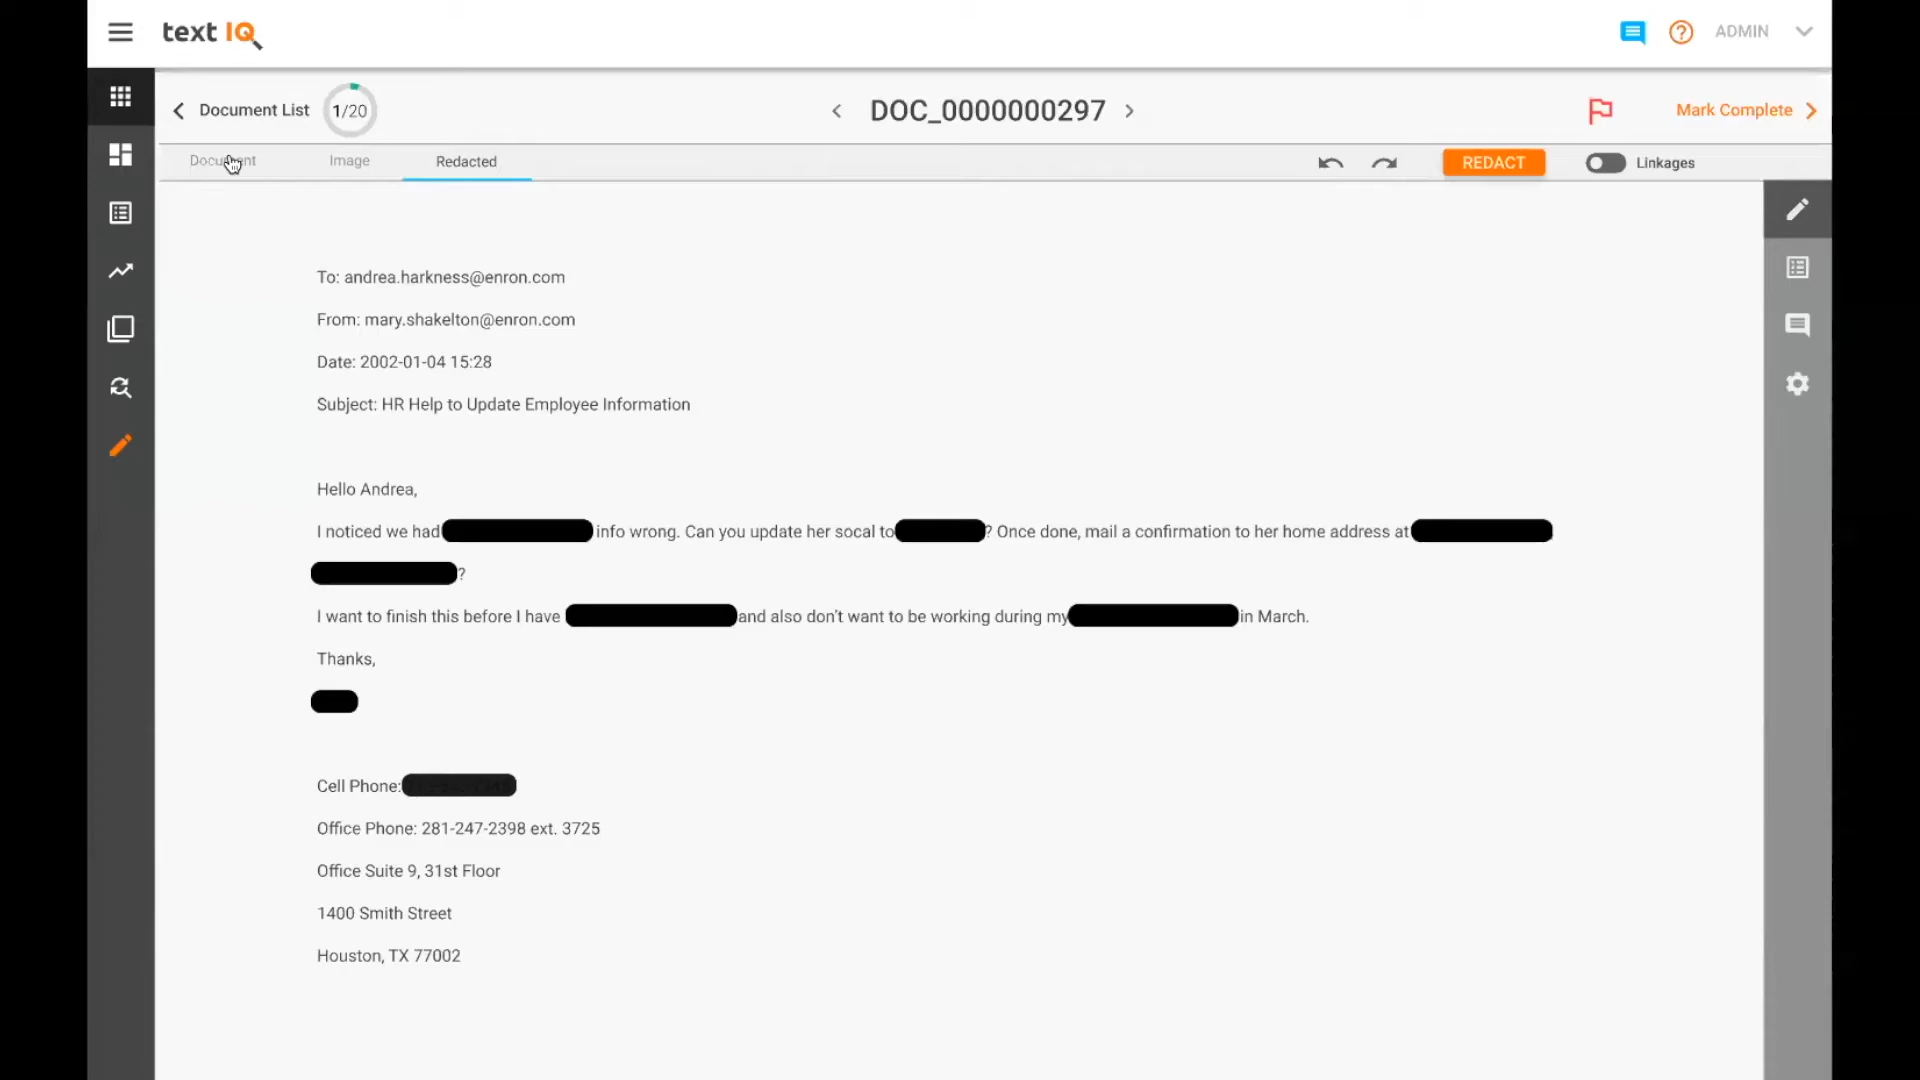 text IQ
ADMIN
Document List 1/20
DOC_0000000297
Mark Complete
Document Image Redacted
REDACT
Linkages
To: andrea.harkness@enron.com
From: mary.shakelton@enron.com
Date: 2002-01-04 15:28
Subject: HR Help to Update Employee Information
Hello Andrea,
I noticed we had info wrong. Can you update her socal to ? Once done, mail a confirmation to her home address at
?
I want to finish this before I have and also don't want to be working during my in March.
Thanks,
Cell Phone:
Office Phone: 281-247-2398 ext. 3725
Office Suite 9, 31st Floor
1400 Smith Street
Houston, TX 77002